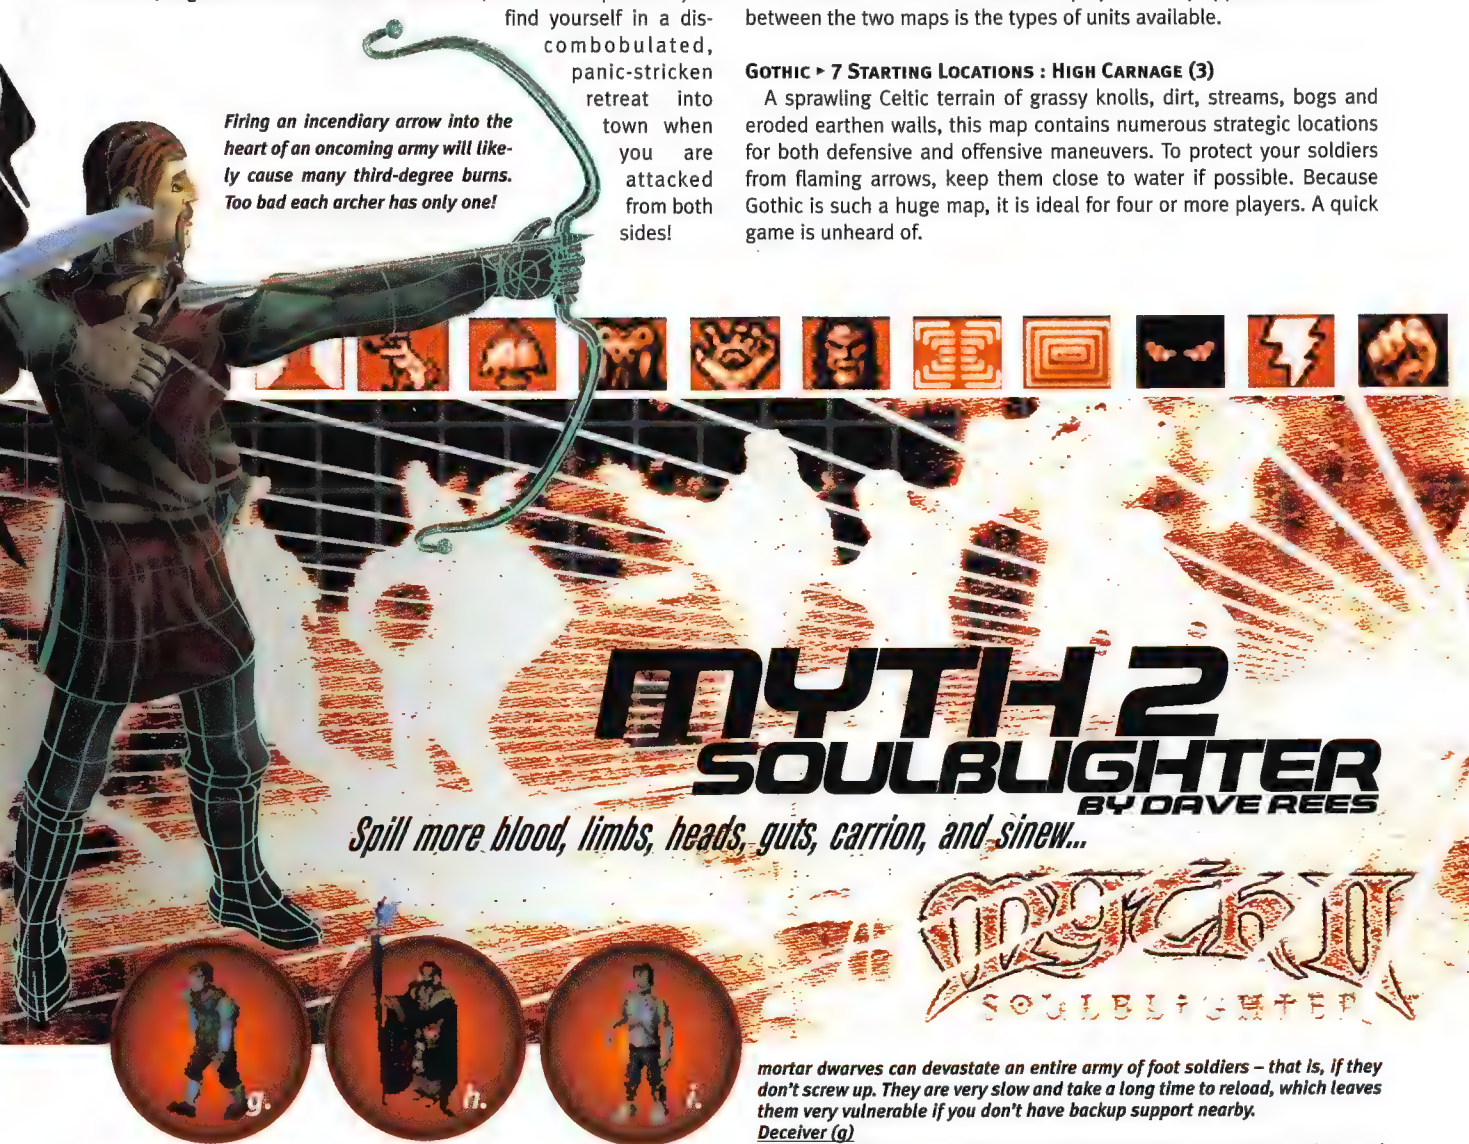 find yourself in a dis-
combobulated,
panic-stricken
retreat into
town when
you are
attacked
from both
sides!
Firing an incendiary arrow into the
heart of an oncoming army will like-
ly cause many third-degree burns.
Too bad each archer has only one!
between the two maps is the types of units available.
GOTHIC ▸ 7 STARTING LOCATIONS : HIGH CARNAGE (3)
A sprawling Celtic terrain of grassy knolls, dirt, streams, bogs and
eroded earthen walls, this map contains numerous strategic locations
for both defensive and offensive maneuvers. To protect your soldiers
from flaming arrows, keep them close to water if possible. Because
Gothic is such a huge map, it is ideal for four or more players. A quick
game is unheard of.
MYTH 2
SOULBLIGHTER
BY DAVE REES
Spill more blood, limbs, heads, guts, carrion, and sinew...
Myth II
SOULBLIGHTER
g.
h.
i.
mortar dwarves can devastate an entire army of foot soldiers – that is, if they
don't screw up. They are very slow and take a long time to reload, which leaves
them very vulnerable if you don't have backup support nearby.
Deceiver (g)